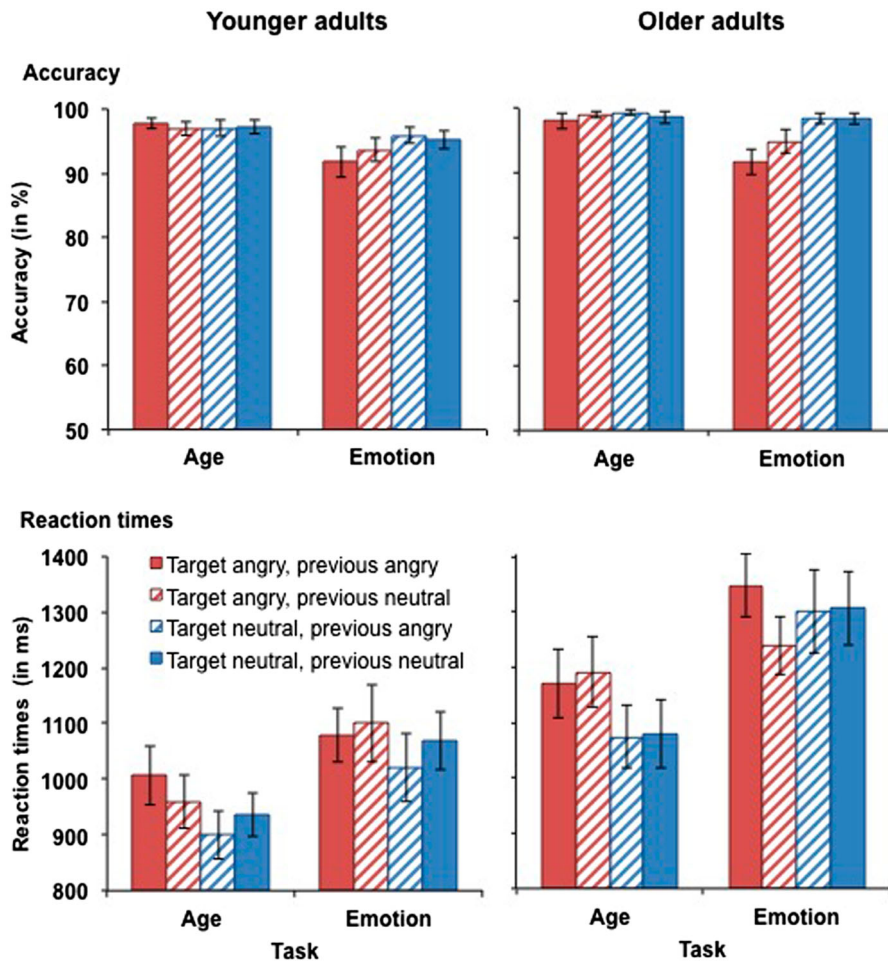 Younger adults
Older adults
Accuracy
Accuracy (in %)
100
90
80
70
60
50
Age
Emotion
Age
Emotion
Reaction times
Reaction times (in ms)
1400
1300
1200
1100
1000
900
800
Target angry, previous angry
Target angry, previous neutral
Target neutral, previous angry
Target neutral, previous neutral
Age
Emotion
Task
Age
Emotion
Task